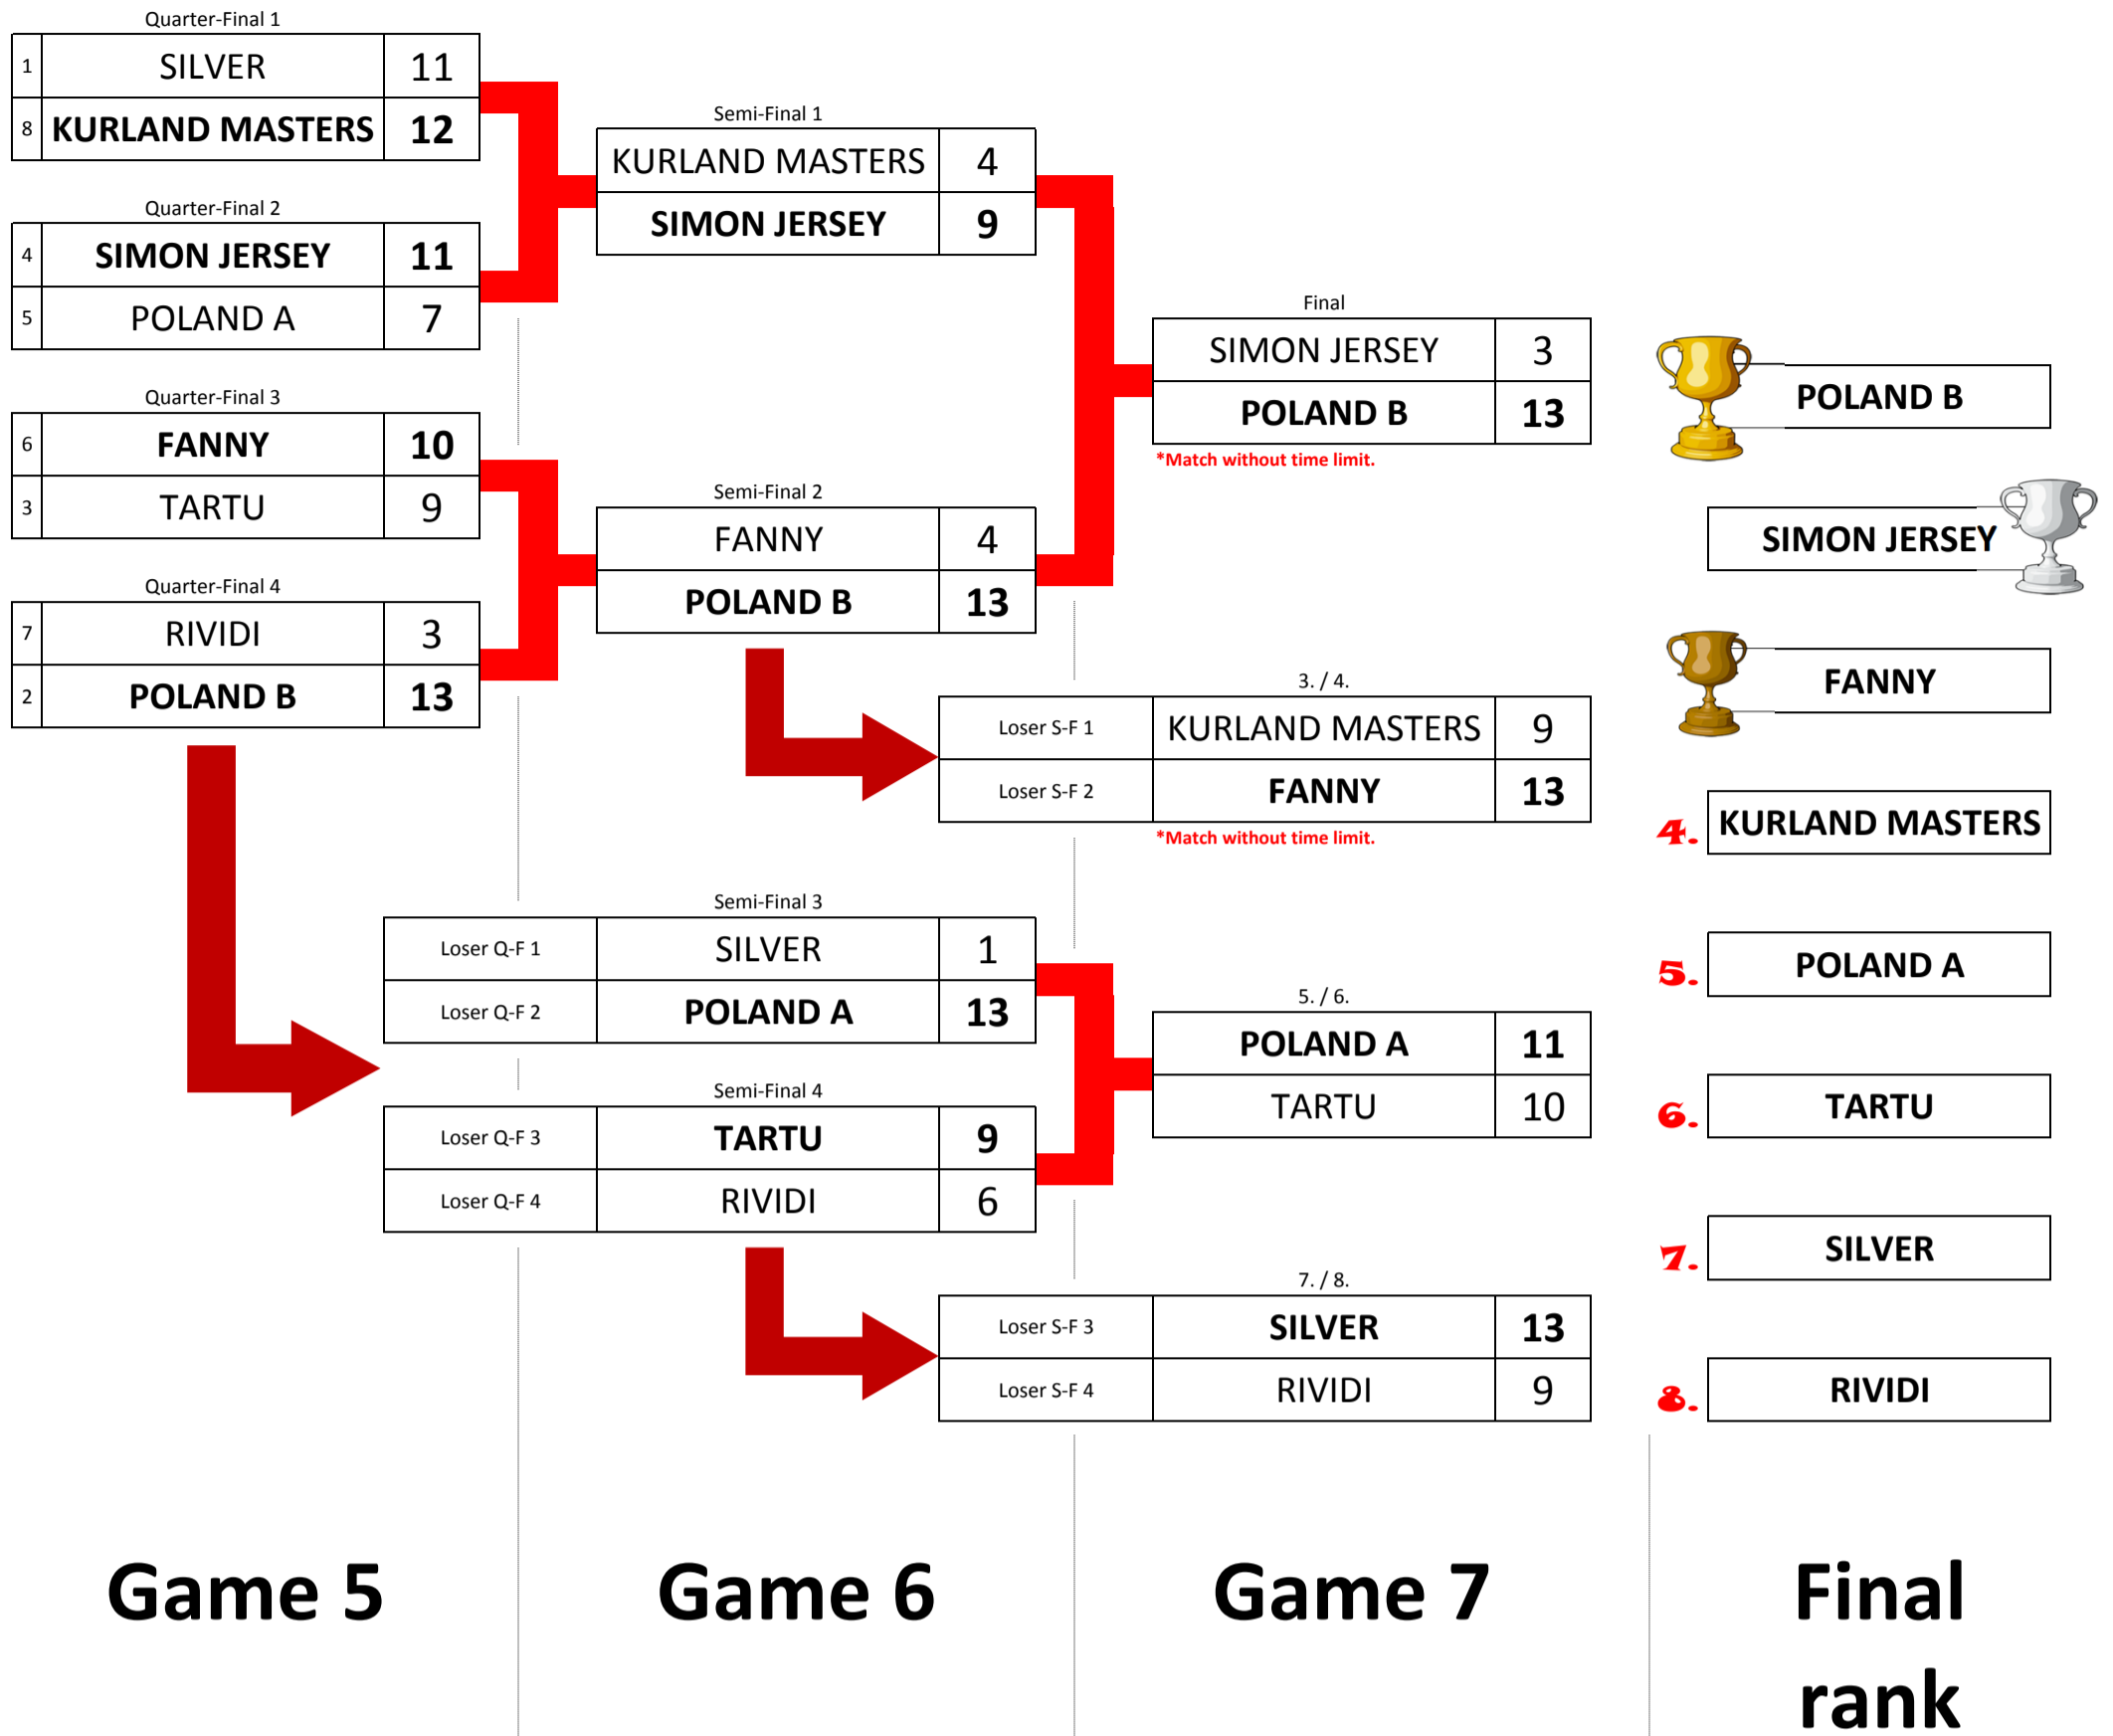 Quarter-Final 1
1 SILVER 11
8 KURLAND MASTERS 12
Quarter-Final 2
4 SIMON JERSEY 11
5 POLAND A 7
Quarter-Final 3
6 FANNY 10
3 TARTU 9
Quarter-Final 4
7 RIVIDI 3
2 POLAND B 13
Semi-Final 1
KURLAND MASTERS 4
SIMON JERSEY 9
Semi-Final 2
FANNY 4
POLAND B 13
Final
SIMON JERSEY 3
POLAND B 13
*Match without time limit.
3. / 4.
Loser S-F 1 KURLAND MASTERS 9
Loser S-F 2 FANNY 13
*Match without time limit.
Semi-Final 3
Loser Q-F 1 SILVER 1
Loser Q-F 2 POLAND A 13
Semi-Final 4
Loser Q-F 3 TARTU 9
Loser Q-F 4 RIVIDI 6
5. / 6.
POLAND A 11
TARTU 10
7. / 8.
Loser S-F 3 SILVER 13
Loser S-F 4 RIVIDI 9
POLAND B
SIMON JERSEY
FANNY
4. KURLAND MASTERS
5. POLAND A
6. TARTU
7. SILVER
8. RIVIDI
Game 5
Game 6
Game 7
Final
rank